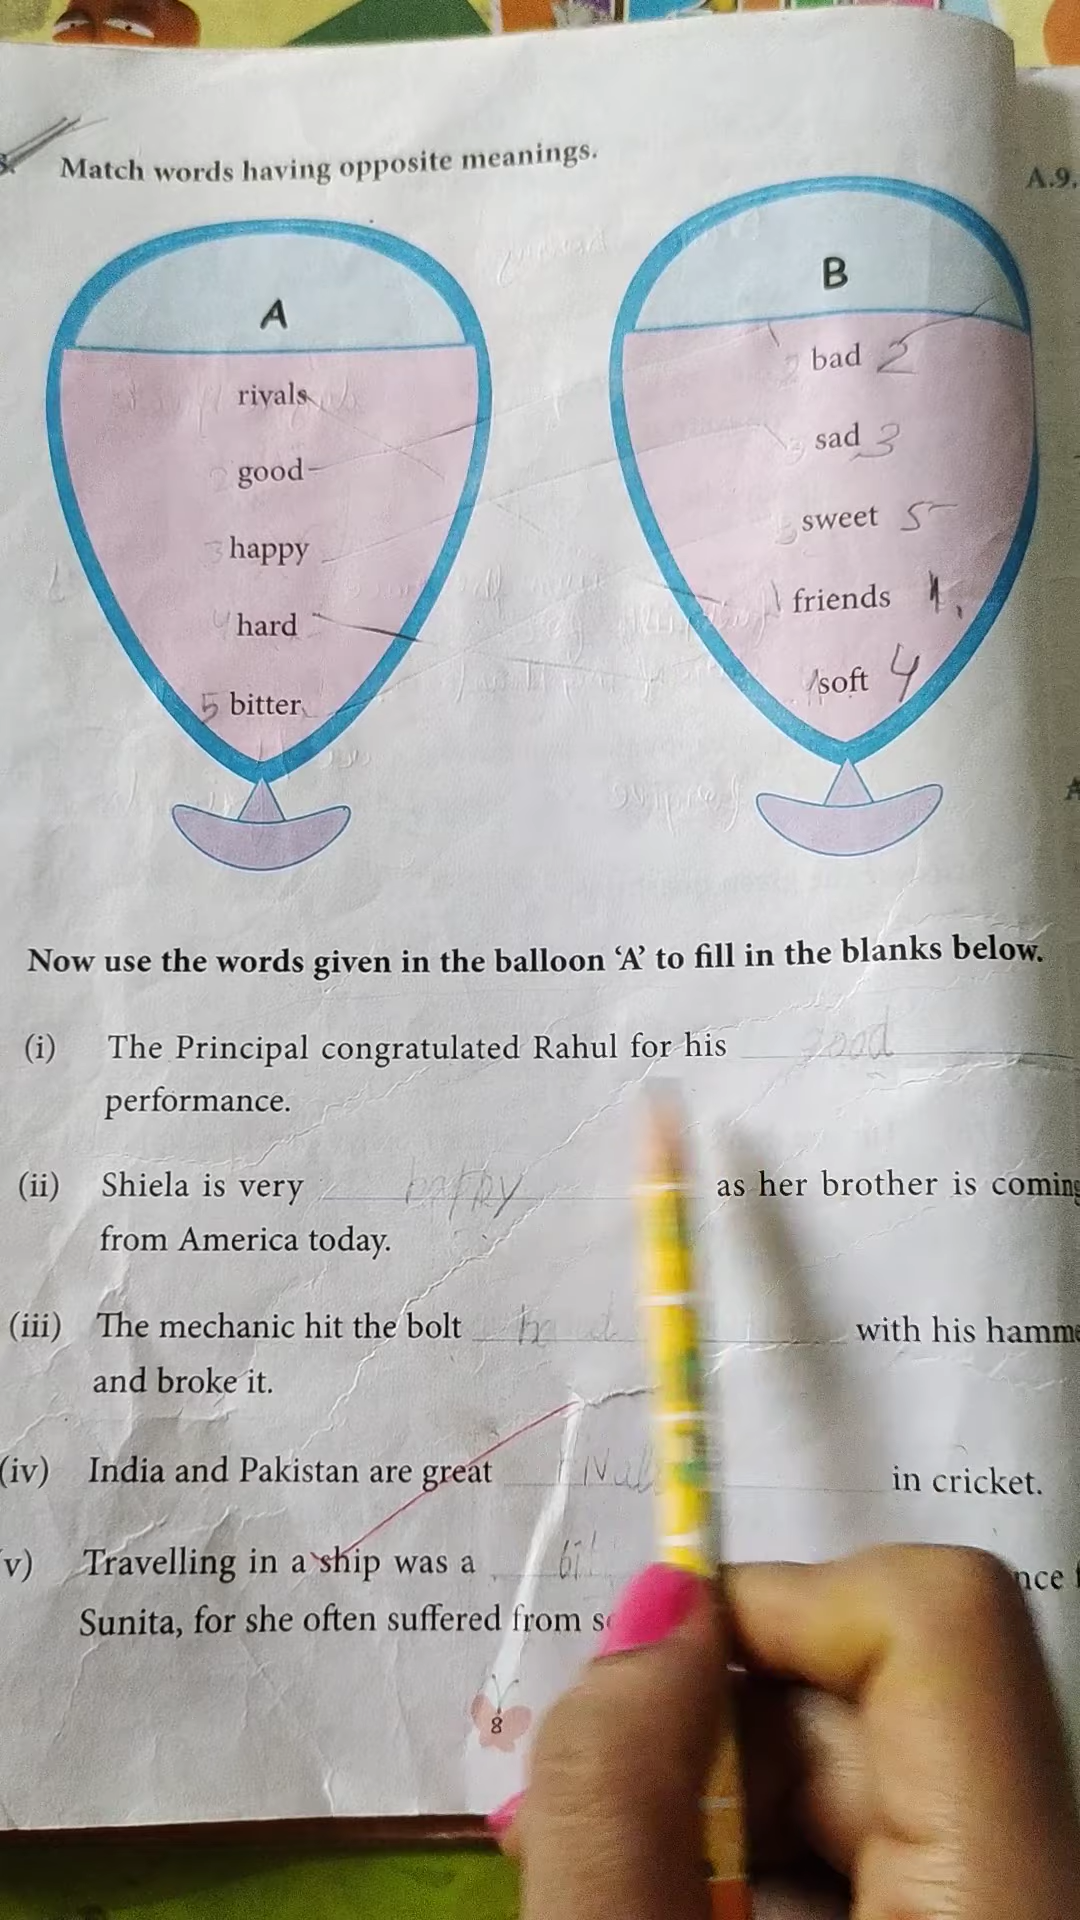 Match words having opposite meanings.
A.9.
A
B
rivals
bad 2
good
sad 3
3 happy
sweet 5
hard
friends 1.
5 bitter
soft 4
Now use the words given in the balloon ‘A’ to fill in the blanks below.
(i) The Principal congratulated Rahul for his good
performance.
(ii) Shiela is very happy as her brother is coming
from America today.
(iii) The mechanic hit the bolt with his hamme
and broke it.
(iv) India and Pakistan are great in cricket.
v) Travelling in a ship was a bit nce
Sunita, for she often suffered from s
8